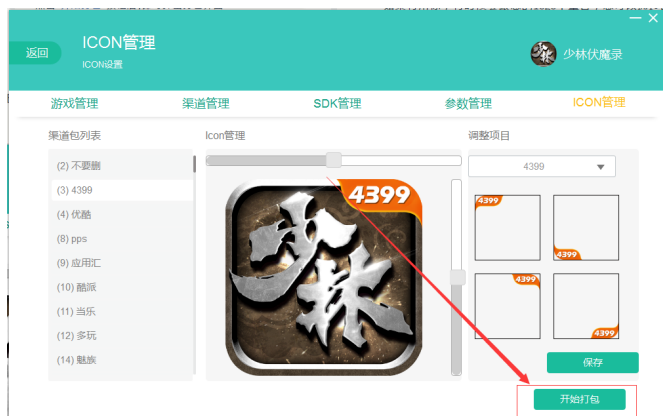 返回
ICON管理
ICON设置
少林伏魔录
游戏管理
渠道管理
SDK管理
参数管理
ICON管理
渠道包列表
Icon管理
调整项目
(2) 不要删
(3) 4399
(4) 优酷
(8) pps
(9) 应用汇
(10) 酷派
(11) 当乐
(12) 多玩
(14) 魅族
4399
少林
4399
4399
4399
4399
4399
保存
开始打包